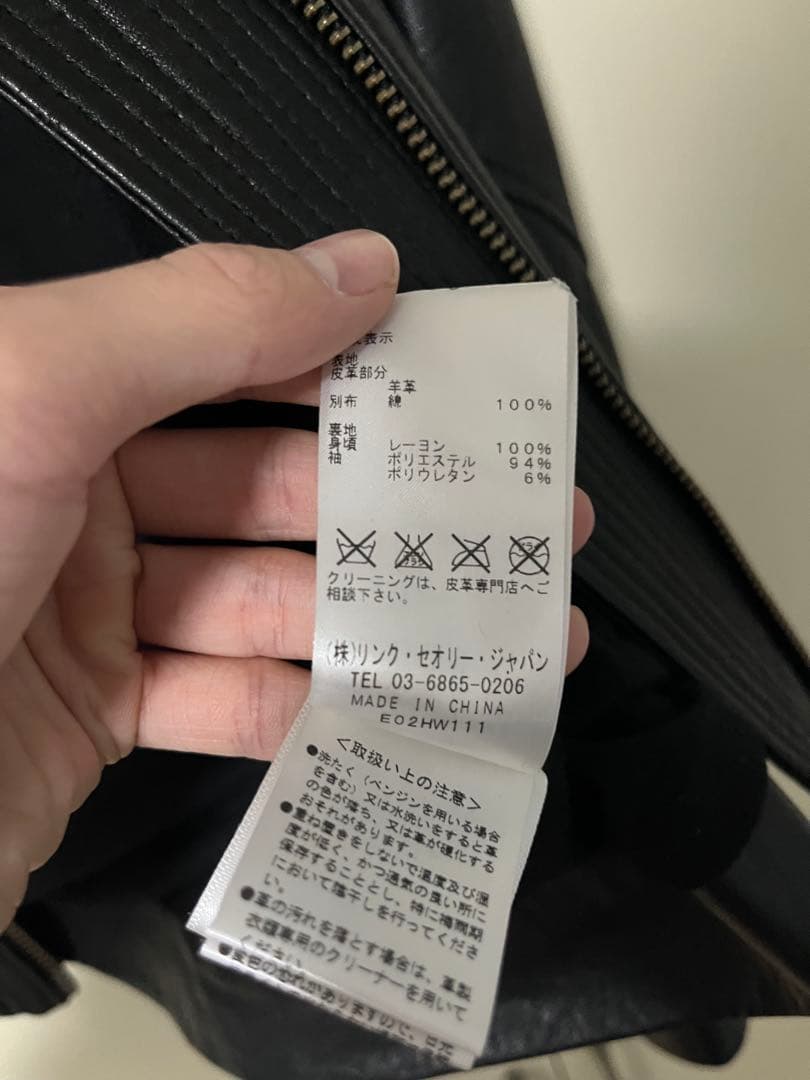 表示
表地
皮革部分
羊革
別布 綿 100%
裏地
身頃 レーヨン 100%
袖 ポリエステル 94%
ポリウレタン 6%
クリーニングは、皮革専門店へご
相談下さい。
(株)リンク・セオリー・ジャパン
TEL 03-6865-0206
MADE IN CHINA
E02HW111
<取扱い上の注意>
●洗たく(ベンジンを用いる場合
を含む)又は水洗いをすると革
の色が落ち、又は革が硬化する
おそれがあります。
●重ね置きをしないで温度及び湿
度が低く、かつ通気の良い所に
保存することとし、特に梅雨期
において陰干しを行ってくださ
い。
●革の汚れを落とす場合は、革製
衣類専用のクリーナーを用いて
ください。